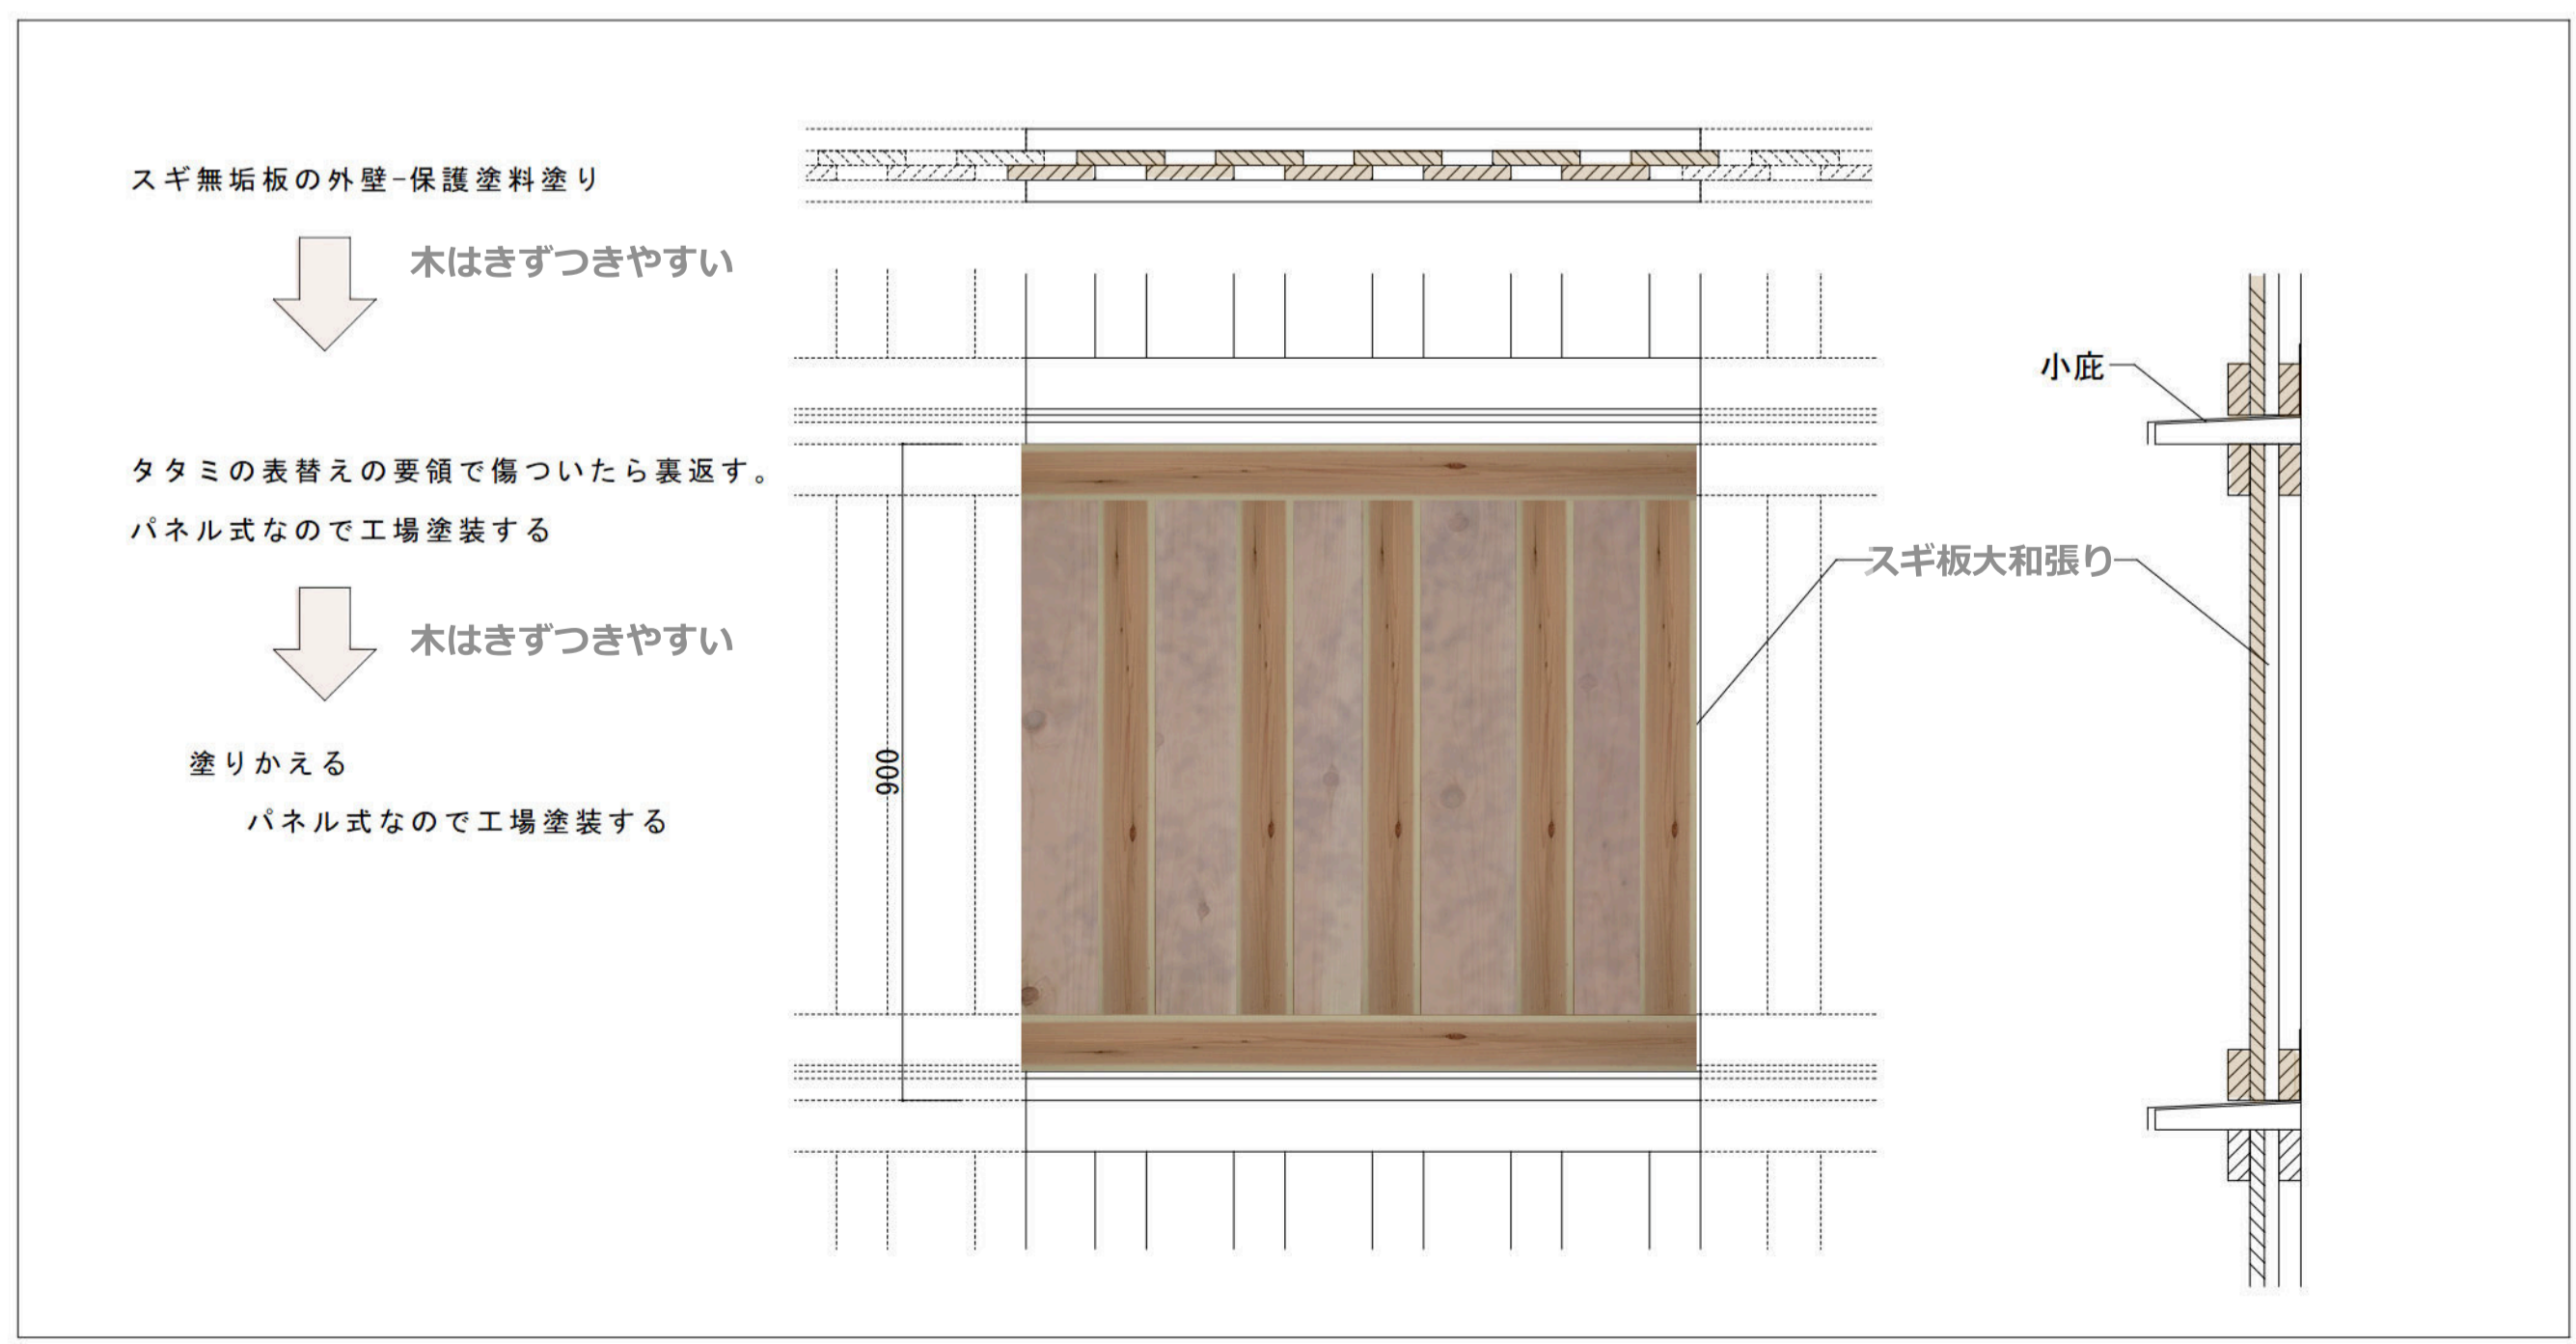 スギ無垢板の外壁-保護塗料塗り
木はきずつきやすい
タタミの表替えの要領で傷ついたら裏返す。
パネル式なので工場塗装する
木はきずつきやすい
塗りかえる
パネル式なので工場塗装する
900
小庇
スギ板大和張り